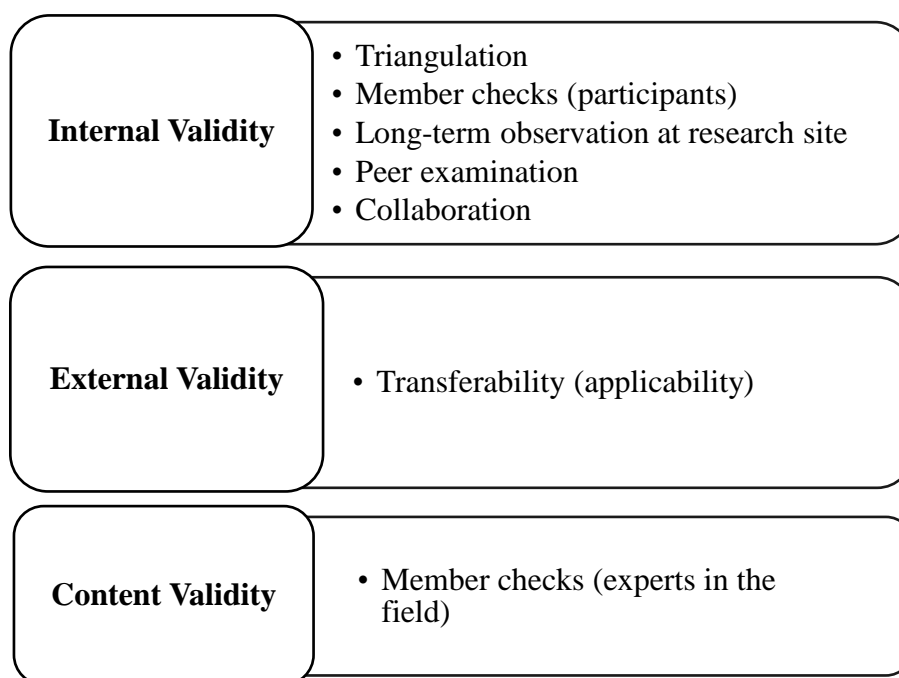 Internal Validity
• Triangulation
• Member checks (participants)
• Long-term observation at research site
• Peer examination
• Collaboration
External Validity
• Transferability (applicability)
Content Validity
• Member checks (experts in the
field)